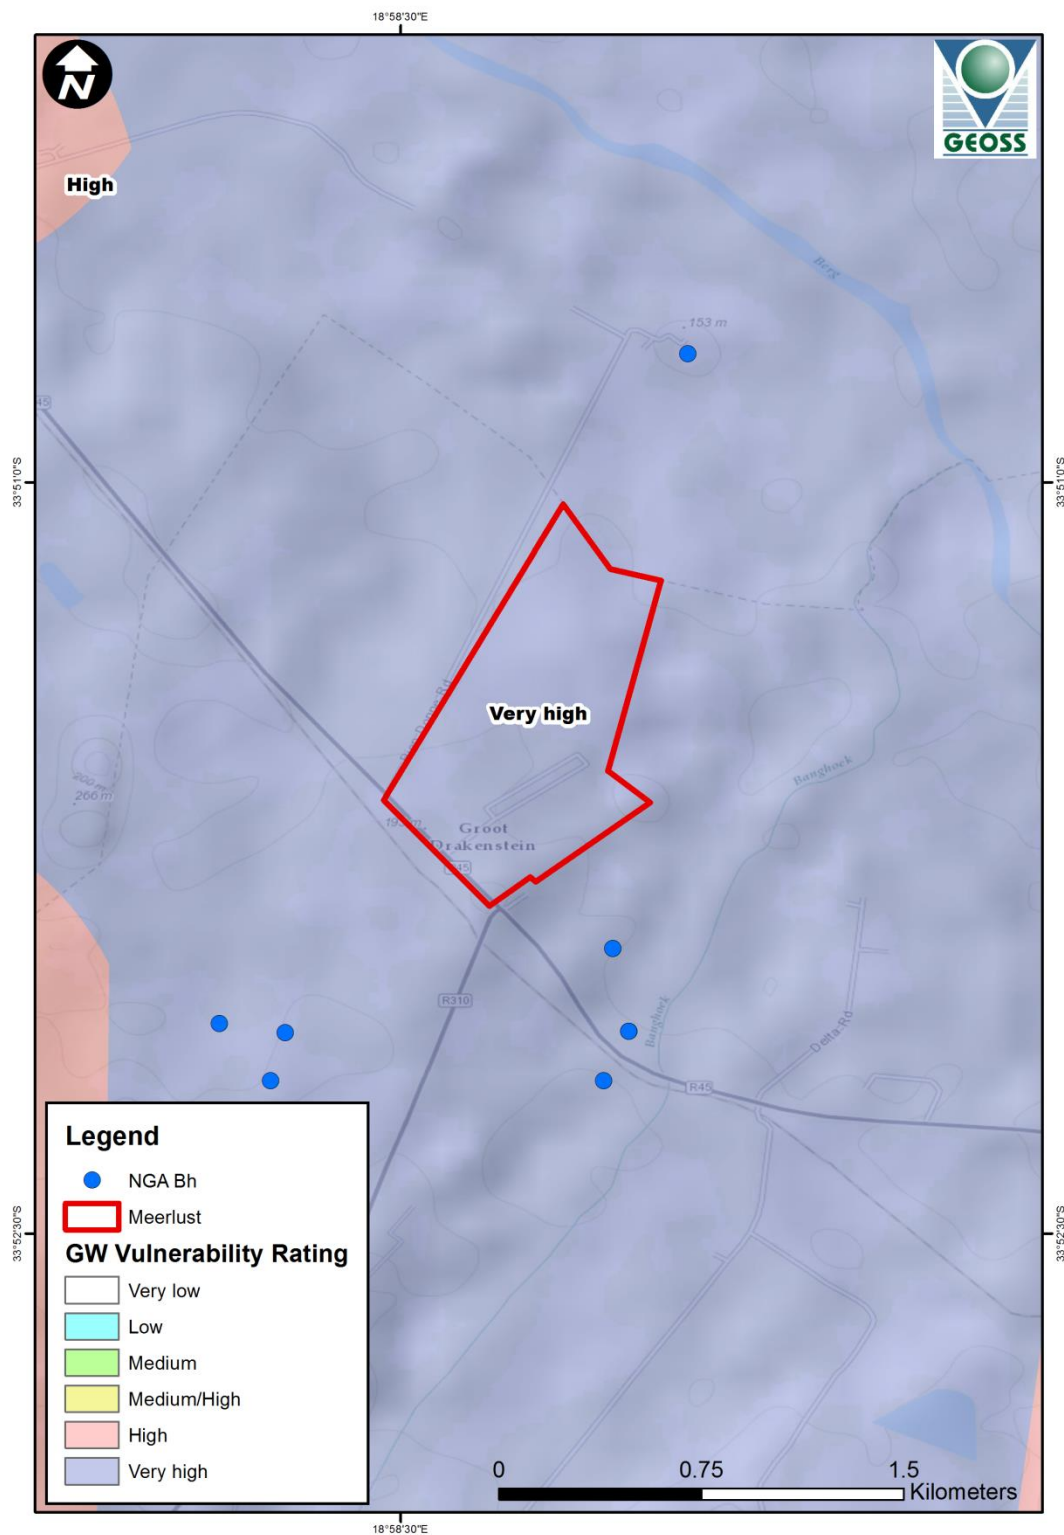 18°58'30"E
N
GEOSS
High
Berg
153 m
45
33°51'0"S
33°51'0"S
Rd
Very high
Banghoek
200 m
266 m
Groot
Drakenstein
R45
R310
Banghoek
Delta Rd
R45
Legend
NGA Bh
Meerlust
GW Vulnerability Rating
Very low
Low
Medium
Medium/High
High
Very high
33°52'30"S
33°52'30"S
0 0.75 1.5
Kilometers
18°58'30"E